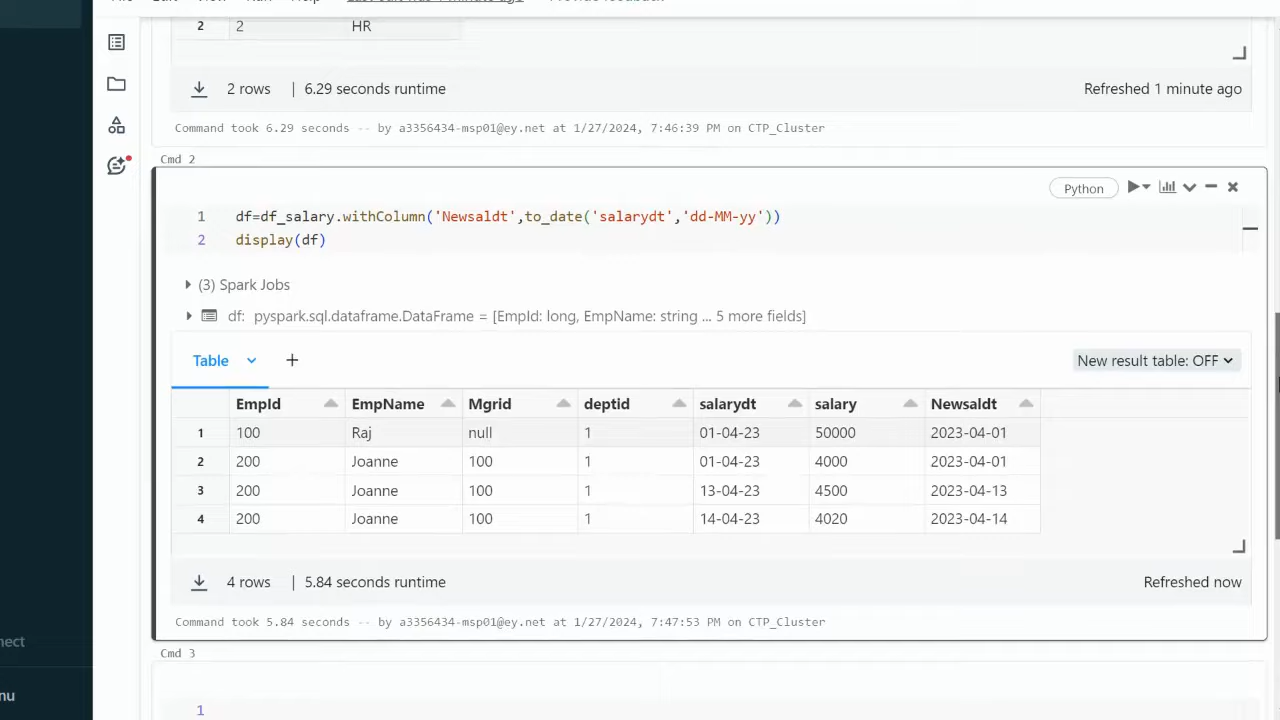 2 2 HR
2 rows | 6.29 seconds runtime Refreshed 1 minute ago
Command took 6.29 seconds -- by a3356434-msp01@ey.net at 1/27/2024, 7:46:39 PM on CTP_Cluster
Cmd 2
Python
1 df=df_salary.withColumn('Newsaldt',to_date('salarydt','dd-MM-yy'))
2 display(df)
(3) Spark Jobs
df: pyspark.sql.dataframe.DataFrame = [EmpId: long, EmpName: string ... 5 more fields]
Table + New result table: OFF
EmpId EmpName Mgrid deptid salarydt salary Newsaldt
1 100 Raj null 1 01-04-23 50000 2023-04-01
2 200 Joanne 100 1 01-04-23 4000 2023-04-01
3 200 Joanne 100 1 13-04-23 4500 2023-04-13
4 200 Joanne 100 1 14-04-23 4020 2023-04-14
4 rows | 5.84 seconds runtime Refreshed now
Command took 5.84 seconds -- by a3356434-msp01@ey.net at 1/27/2024, 7:47:53 PM on CTP_Cluster
nect
Cmd 3
nu
1